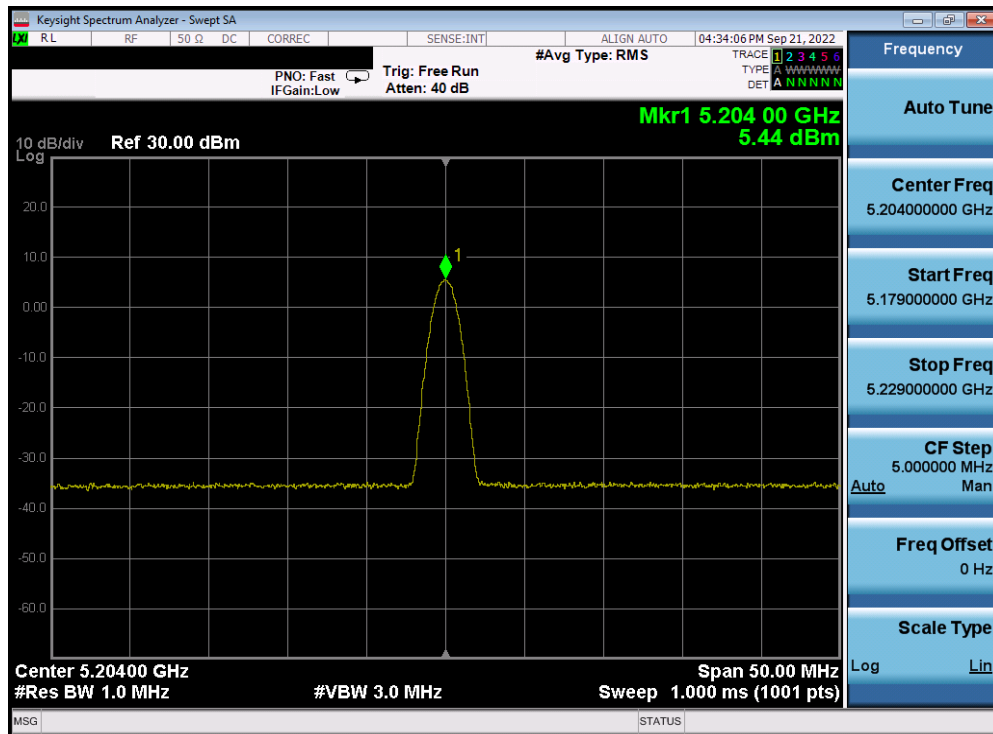 Keysight Spectrum Analyzer - Swept SA
LXI RL RF 50 Ω DC CORREC SENSE:INT ALIGN AUTO 04:34:06 PM Sep 21, 2022
#Avg Type: RMS TRACE 1 2 3 4 5 6
PNO: Fast Trig: Free Run TYPE A WWWWW
IFGain:Low Atten: 40 dB DET A N N N N N
Mkr1 5.204 00 GHz
5.44 dBm
10 dB/div Ref 30.00 dBm
Log
20.0
10.0
1
0.00
-10.0
-20.0
-30.0
-40.0
-50.0
-60.0
Center 5.20400 GHz Span 50.00 MHz
#Res BW 1.0 MHz #VBW 3.0 MHz Sweep 1.000 ms (1001 pts)
MSG STATUS
Frequency
Auto Tune
Center Freq
5.204000000 GHz
Start Freq
5.179000000 GHz
Stop Freq
5.229000000 GHz
CF Step
5.000000 MHz
Auto Man
Freq Offset
0 Hz
Scale Type
Log Lin